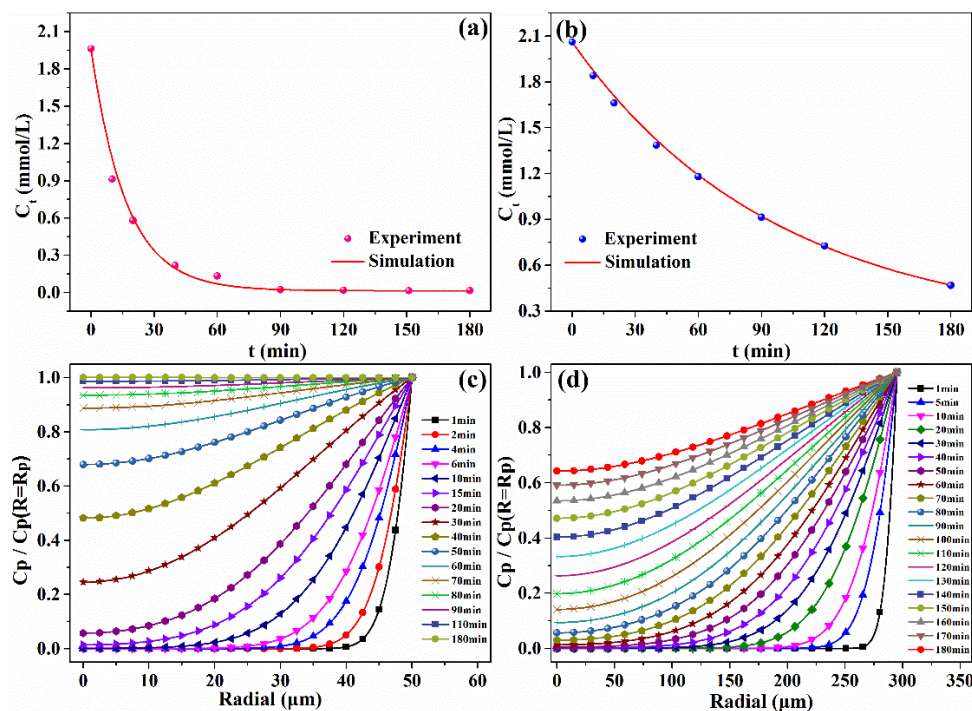 (a)
2.1
1.8
1.5
1.2
0.9
0.6
0.3
0.0
C_t (mmol/L)
Experiment
Simulation
0 30 60 90 120 150 180
t (min)
(b)
2.1
1.8
1.5
1.2
0.9
0.6
0.3
C_t (mmol/L)
Experiment
Simulation
0 30 60 90 120 150 180
t (min)
(c)
1.0
0.8
0.6
0.4
0.2
0.0
Cp / Cp(R=Rp)
1min
2min
4min
6min
10min
15min
20min
30min
40min
50min
60min
70min
80min
90min
110min
180min
0 10 20 30 40 50 60
Radial (μm)
(d)
1.0
0.8
0.6
0.4
0.2
0.0
Cp / Cp(R=Rp)
1min
5min
10min
20min
30min
40min
50min
60min
70min
80min
90min
100min
110min
120min
130min
140min
150min
160min
170min
180min
0 50 100 150 200 250 300 350
Radial (μm)